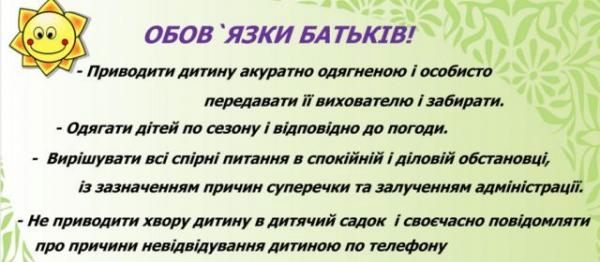 ОБОВ`ЯЗКИ БАТЬКІВ!
- Приводити дитину акуратно одягненою і особисто
передавати її вихователю і забирати.
- Одягати дітей по сезону і відповідно до погоди.
- Вирішувати всі спірні питання в спокійній і діловій обстановці,
із зазначенням причин суперечки та залученням адміністрації.
- Не приводити хвору дитину в дитячий садок і своєчасно повідомляти
про причини невідвідування дитиною по телефону